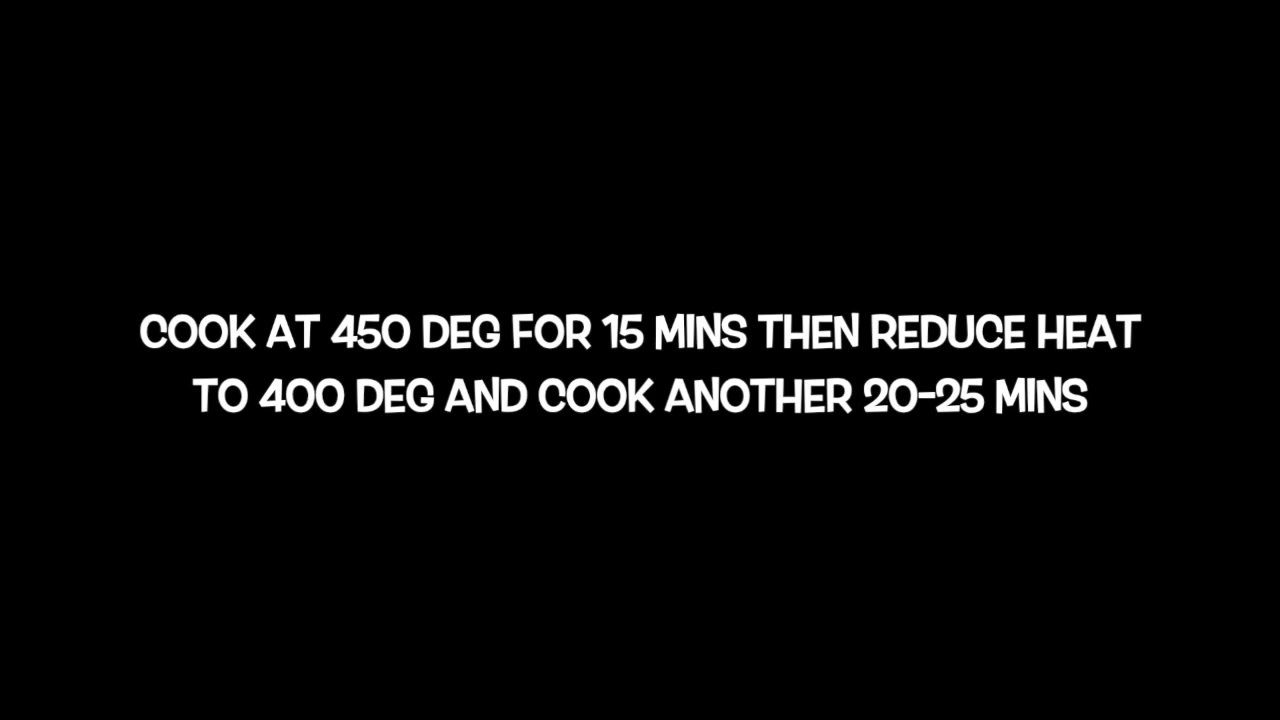 COOK AT 450 DEG FOR 15 MINS THEN REDUCE HEAT
TO 400 DEG AND COOK ANOTHER 20-25 MINS